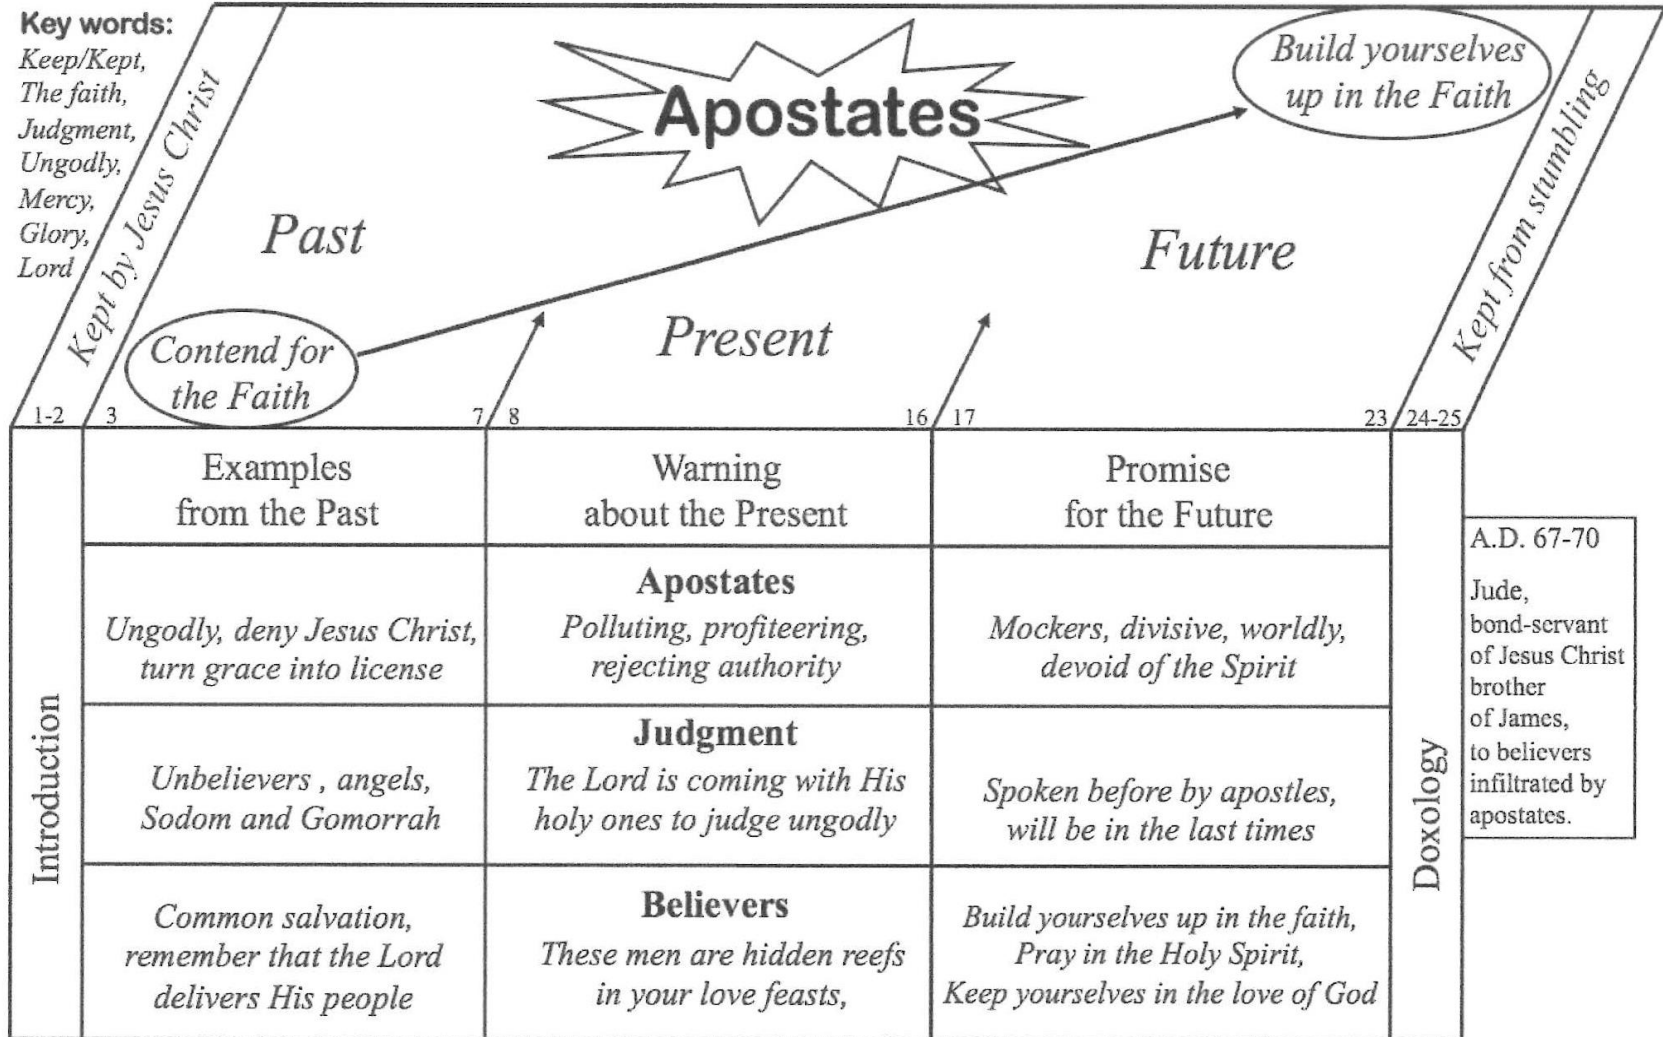 Key words:
Keep/Kept,
The faith,
Judgment,
Ungodly,
Mercy,
Glory,
Lord
Kept by Jesus Christ
Apostates
Build yourselves
up in the Faith
Kept from stumbling
Past
Future
Present
Contend for
the Faith
1-2 3 7 8 16 17 23 24-25
Examples
from the Past
Warning
about the Present
Promise
for the Future
Introduction
Apostates
Ungodly, deny Jesus Christ,
turn grace into license
Polluting, profiteering,
rejecting authority
Mockers, divisive, worldly,
devoid of the Spirit
Judgment
Unbelievers , angels,
Sodom and Gomorrah
The Lord is coming with His
holy ones to judge ungodly
Spoken before by apostles,
will be in the last times
Believers
Common salvation,
remember that the Lord
delivers His people
These men are hidden reefs
in your love feasts,
Build yourselves up in the faith,
Pray in the Holy Spirit,
Keep yourselves in the love of God
Doxology
A.D. 67-70
Jude,
bond-servant
of Jesus Christ
brother
of James,
to believers
infiltrated by
apostates.